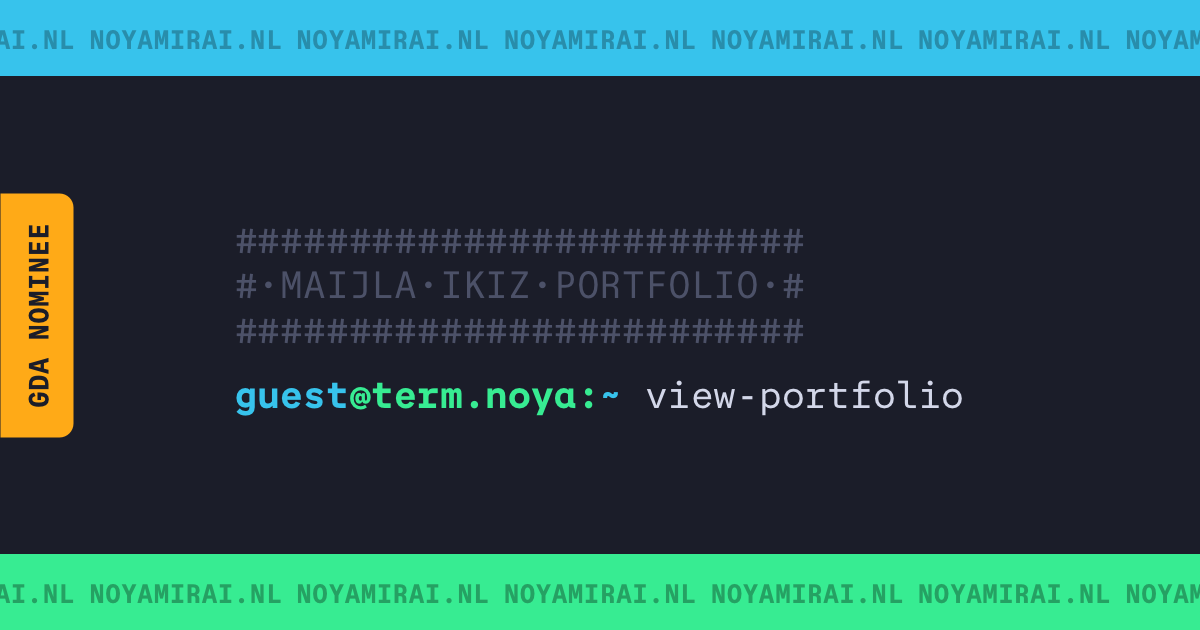 AI.NL NOYAMIRAI.NL NOYAMIRAI.NL NOYAMIRAI.NL NOYAMIRAI.NL NOYAMIRAI.NL NOYAM
GDA NOMINEE
#########################
#·MAIJLA·IKIZ·PORTFOLIO·#
#########################
guest@term.noya:~ view-portfolio
AI.NL NOYAMIRAI.NL NOYAMIRAI.NL NOYAMIRAI.NL NOYAMIRAI.NL NOYAMIRAI.NL NOYAM